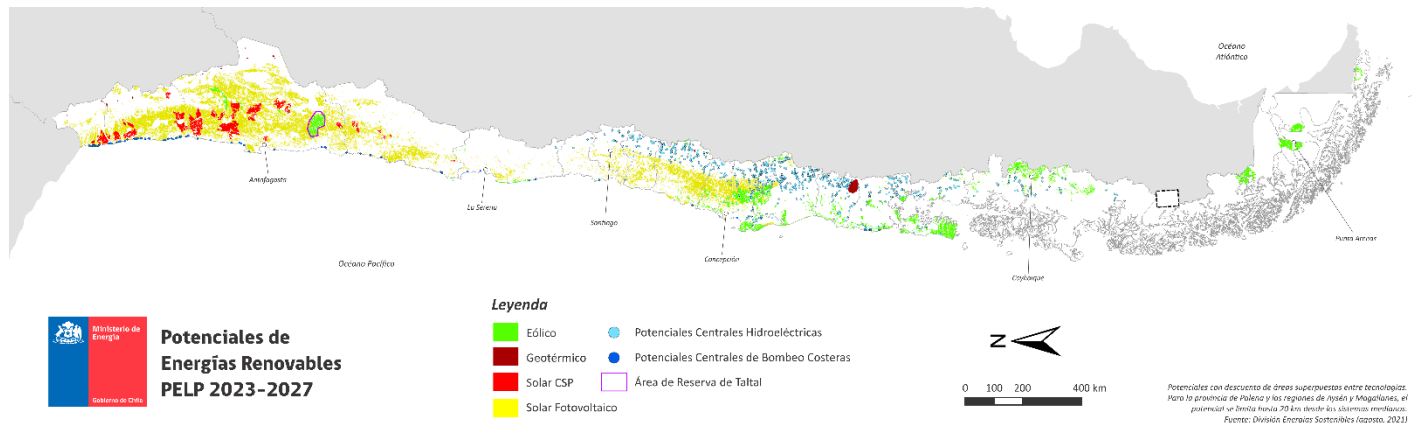 Océano
Atlántico
Antofagasta
La Serena
Santiago
Concepción
Coyhaique
Punta Arenas
Océano Pacífico
Ministerio de
Energía
Gobierno de Chile
Potenciales de
Energías Renovables
PELP 2023-2027
Leyenda
Eólico
Geotérmico
Solar CSP
Solar Fotovoltaico
Potenciales Centrales Hidroeléctricas
Potenciales Centrales de Bombeo Costeras
Área de Reserva de Taltal
N
0 100 200 400 km
Potenciales con descuento de áreas superpuestos entre tecnologías.
Para la provincia de Palena y las regiones de Aysén y Magallanes, el
potencial se limita hasta 20 km desde los sistemas medianos.
Fuente: División Energías Sostenibles (agosto, 2021)